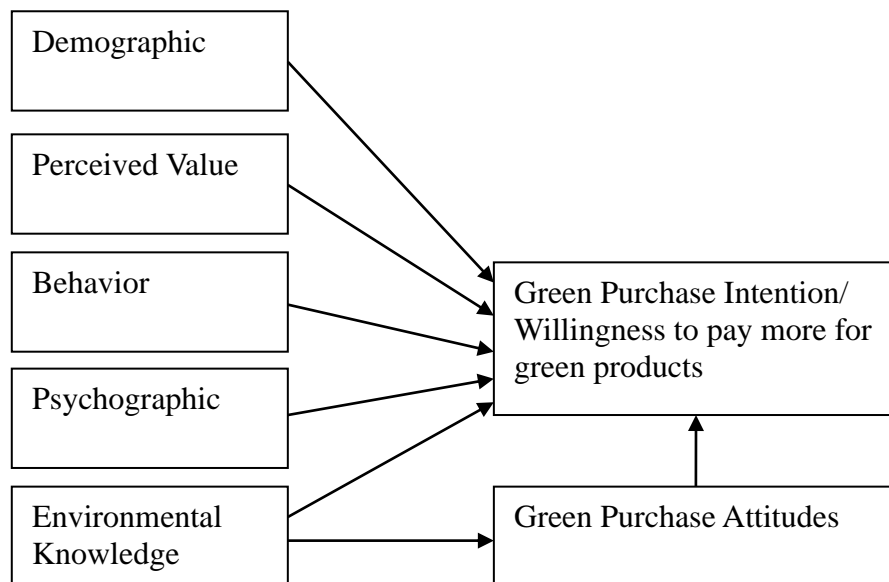 Demographic
Perceived Value
Behavior
Psychographic
Environmental
Knowledge
Green Purchase Intention/
Willingness to pay more for
green products
Green Purchase Attitudes